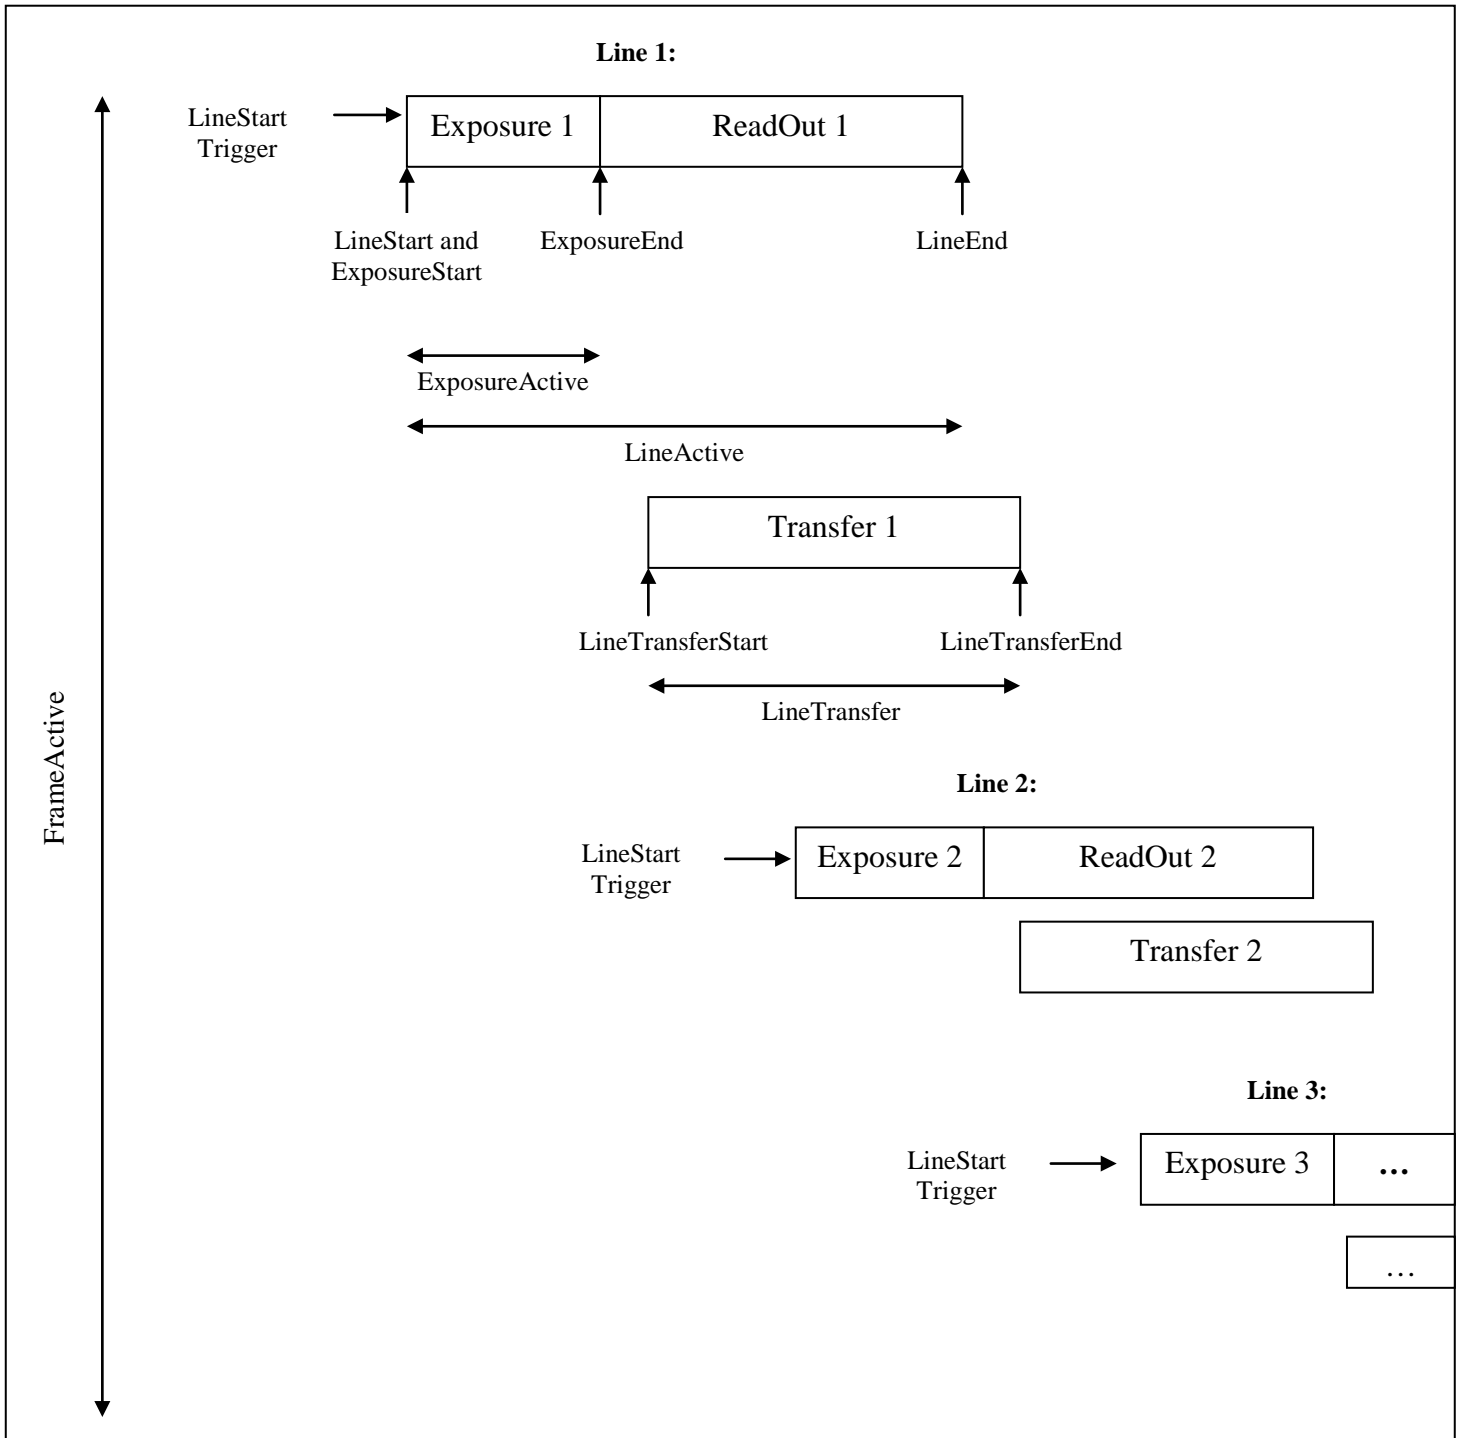 Line 1:
LineStart
Trigger
Exposure 1
ReadOut 1
LineStart and
ExposureStart
ExposureEnd
LineEnd
ExposureActive
LineActive
Transfer 1
LineTransferStart
LineTransferEnd
LineTransfer
FrameActive
Line 2:
LineStart
Trigger
Exposure 2
ReadOut 2
Transfer 2
Line 3:
LineStart
Trigger
Exposure 3
...
...